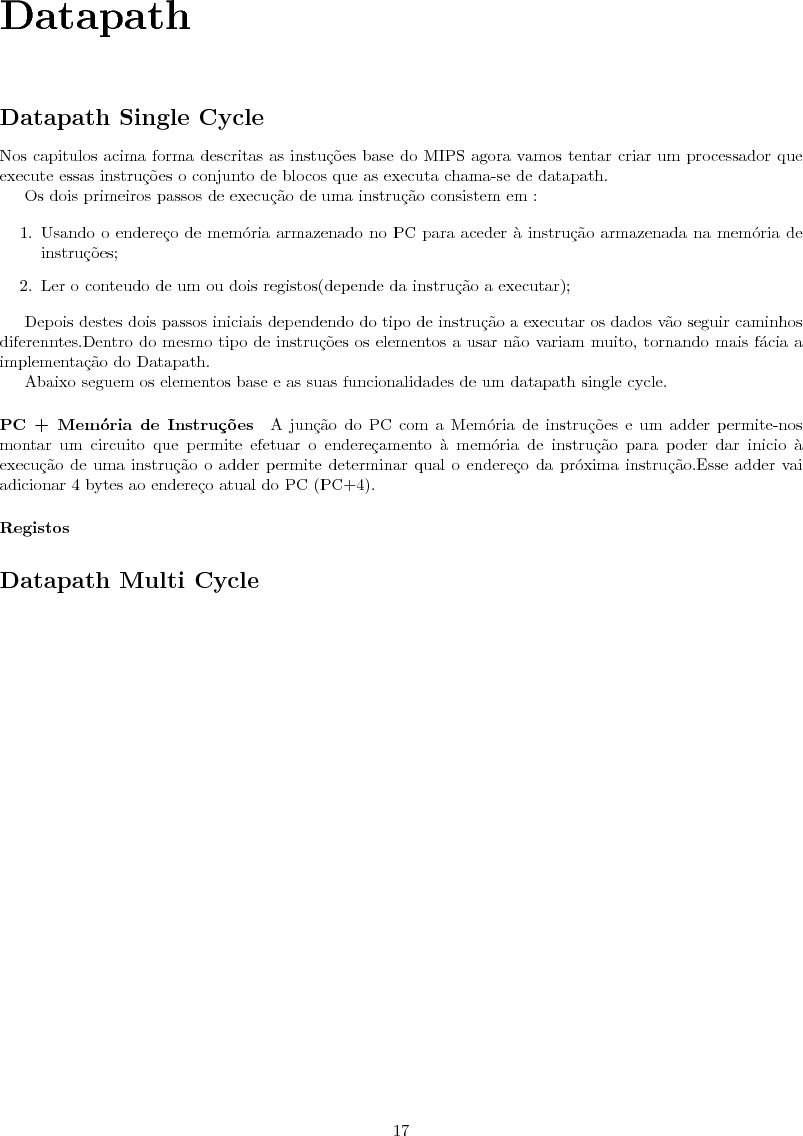 Datapath
Datapath Single Cycle
Nos capitulos acima forma descritas as instuções base do MIPS agora vamos tentar criar um processador que
execute essas instruções o conjunto de blocos que as executa chama-se de datapath.
Os dois primeiros passos de execução de uma instrução consistem em :
1. Usando o endereço de memória armazenado no PC para aceder à instrução armazenada na memória de
instruções;
2. Ler o conteudo de um ou dois registos(depende da instrução a executar);
Depois destes dois passos iniciais dependendo do tipo de instrução a executar os dados vão seguir caminhos
diferenntes.Dentro do mesmo tipo de instruções os elementos a usar não variam muito, tornando mais fácia a
implementação do Datapath.
Abaixo seguem os elementos base e as suas funcionalidades de um datapath single cycle.
PC + Memória de Instruções A junção do PC com a Memória de instruções e um adder permite-nos
montar um circuito que permite efetuar o endereçamento à memória de instrução para poder dar inicio à
execução de uma instrução o adder permite determinar qual o endereço da próxima instrução.Esse adder vai
adicionar 4 bytes ao endereço atual do PC (PC+4).
Registos
Datapath Multi Cycle
17